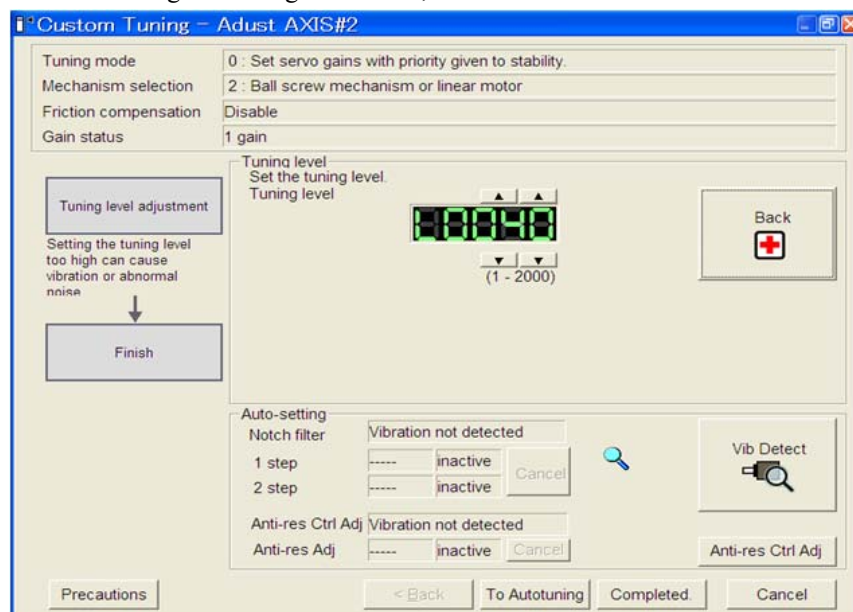 Custom Tuning - Adust AXIS#2
Tuning mode 0 : Set servo gains with priority given to stability.
Mechanism selection 2 : Ball screw mechanism or linear motor
Friction compensation Disable
Gain status 1 gain
Tuning level
Set the tuning level.
Tuning level
L0040
(1 - 2000)
Back
Tuning level adjustment
Setting the tuning level
too high can cause
vibration or abnormal
noise
Finish
Auto-setting
Notch filter Vibration not detected
1 step ----- inactive
2 step ----- inactive
Cancel
Anti-res Ctrl Adj Vibration not detected
Anti-res Adj ----- inactive Cancel
Vib Detect
Anti-res Ctrl Adj
Precautions < Back To Autotuning Completed. Cancel